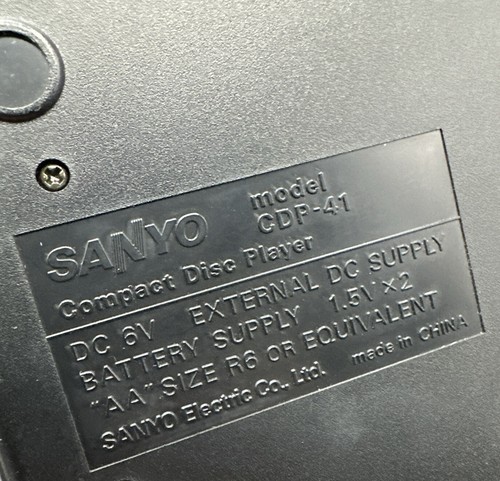 SANYO model CDP-41
Compact Disc Player
DC 6V EXTERNAL DC SUPPLY
BATTERY SUPPLY 1.5V×2
"AA" SIZE R6 OR EQUIVALENT
SANYO Electric Co., Ltd. made in CHINA